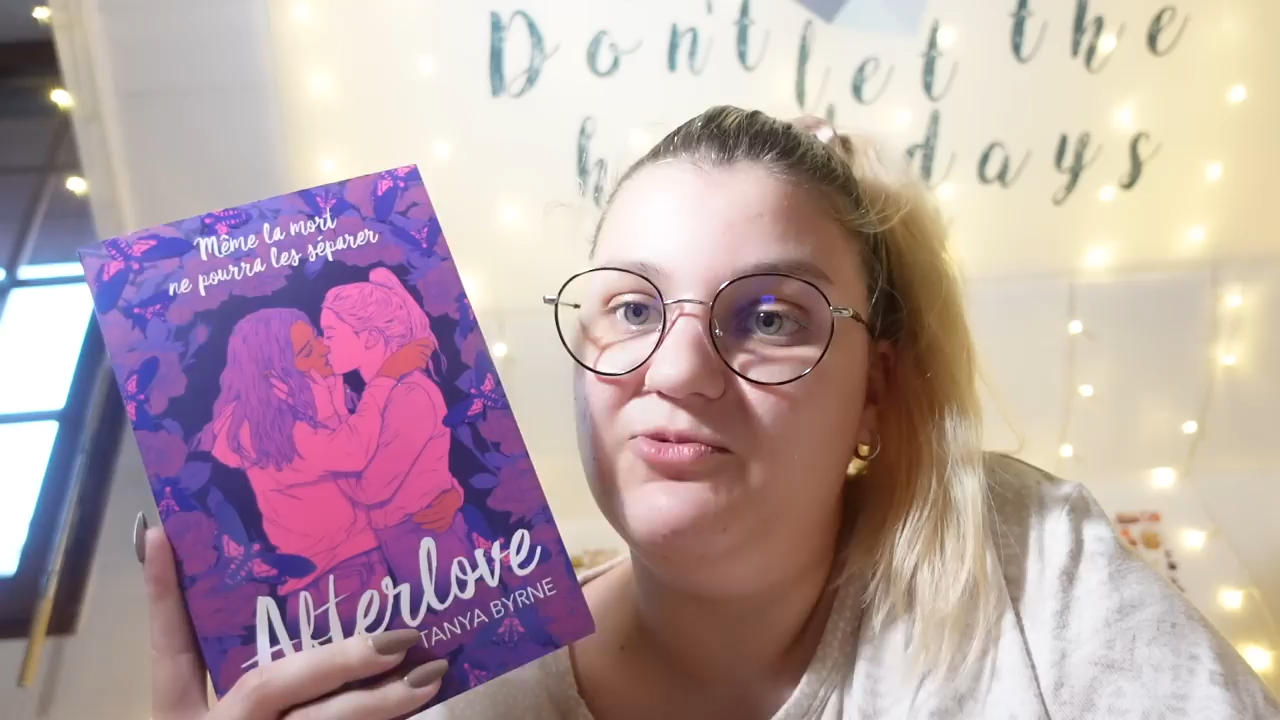 Don't let the
days
Même la mort
ne pourra les séparer
Afterlove
TANYA BYRNE